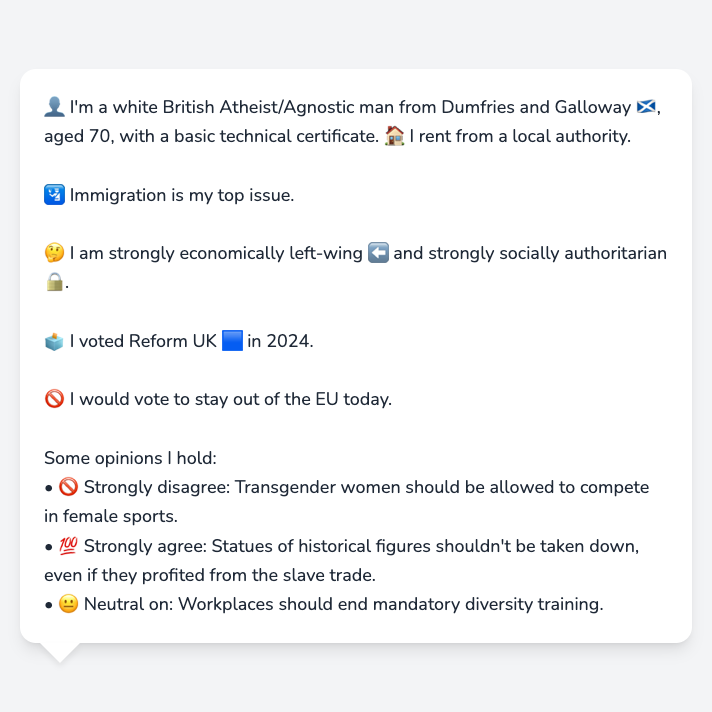 👤 I'm a white British Atheist/Agnostic man from Dumfries and Galloway 🏴󠁧󠁢󠁳󠁣󠁴󠁿,
aged 70, with a basic technical certificate. 🏠 I rent from a local authority.
🛂 Immigration is my top issue.
🤔 I am strongly economically left-wing ⬅️ and strongly socially authoritarian
🔒.
🗳️ I voted Reform UK 🟦 in 2024.
🚫 I would vote to stay out of the EU today.
Some opinions I hold:
• 🚫 Strongly disagree: Transgender women should be allowed to compete
in female sports.
• 💯 Strongly agree: Statues of historical figures shouldn't be taken down,
even if they profited from the slave trade.
• 😐 Neutral on: Workplaces should end mandatory diversity training.